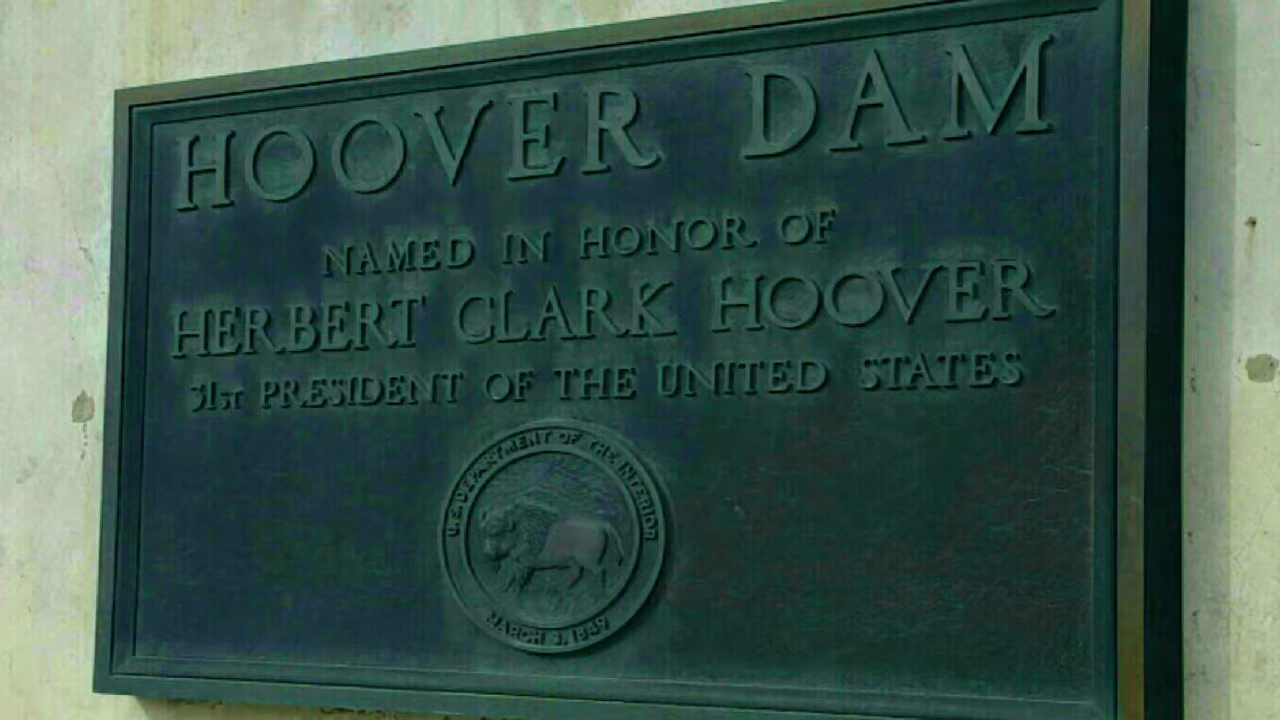 HOOVER DAM
NAMED IN HONOR OF
HERBERT CLARK HOOVER
31ST PRESIDENT OF THE UNITED STATES
U.S. DEPARTMENT OF THE INTERIOR
MARCH 3, 1849